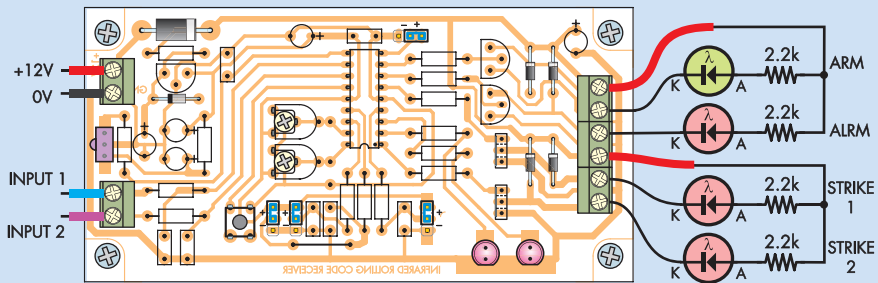 +12V
0V
INPUT 1
INPUT 2
INFRARED ROLLING CODE RECEIVER
λ
2.2k
ARM
K
A
λ
2.2k
ALRM
K
A
λ
2.2k
STRIKE
1
K
A
λ
2.2k
STRIKE
2
K
A